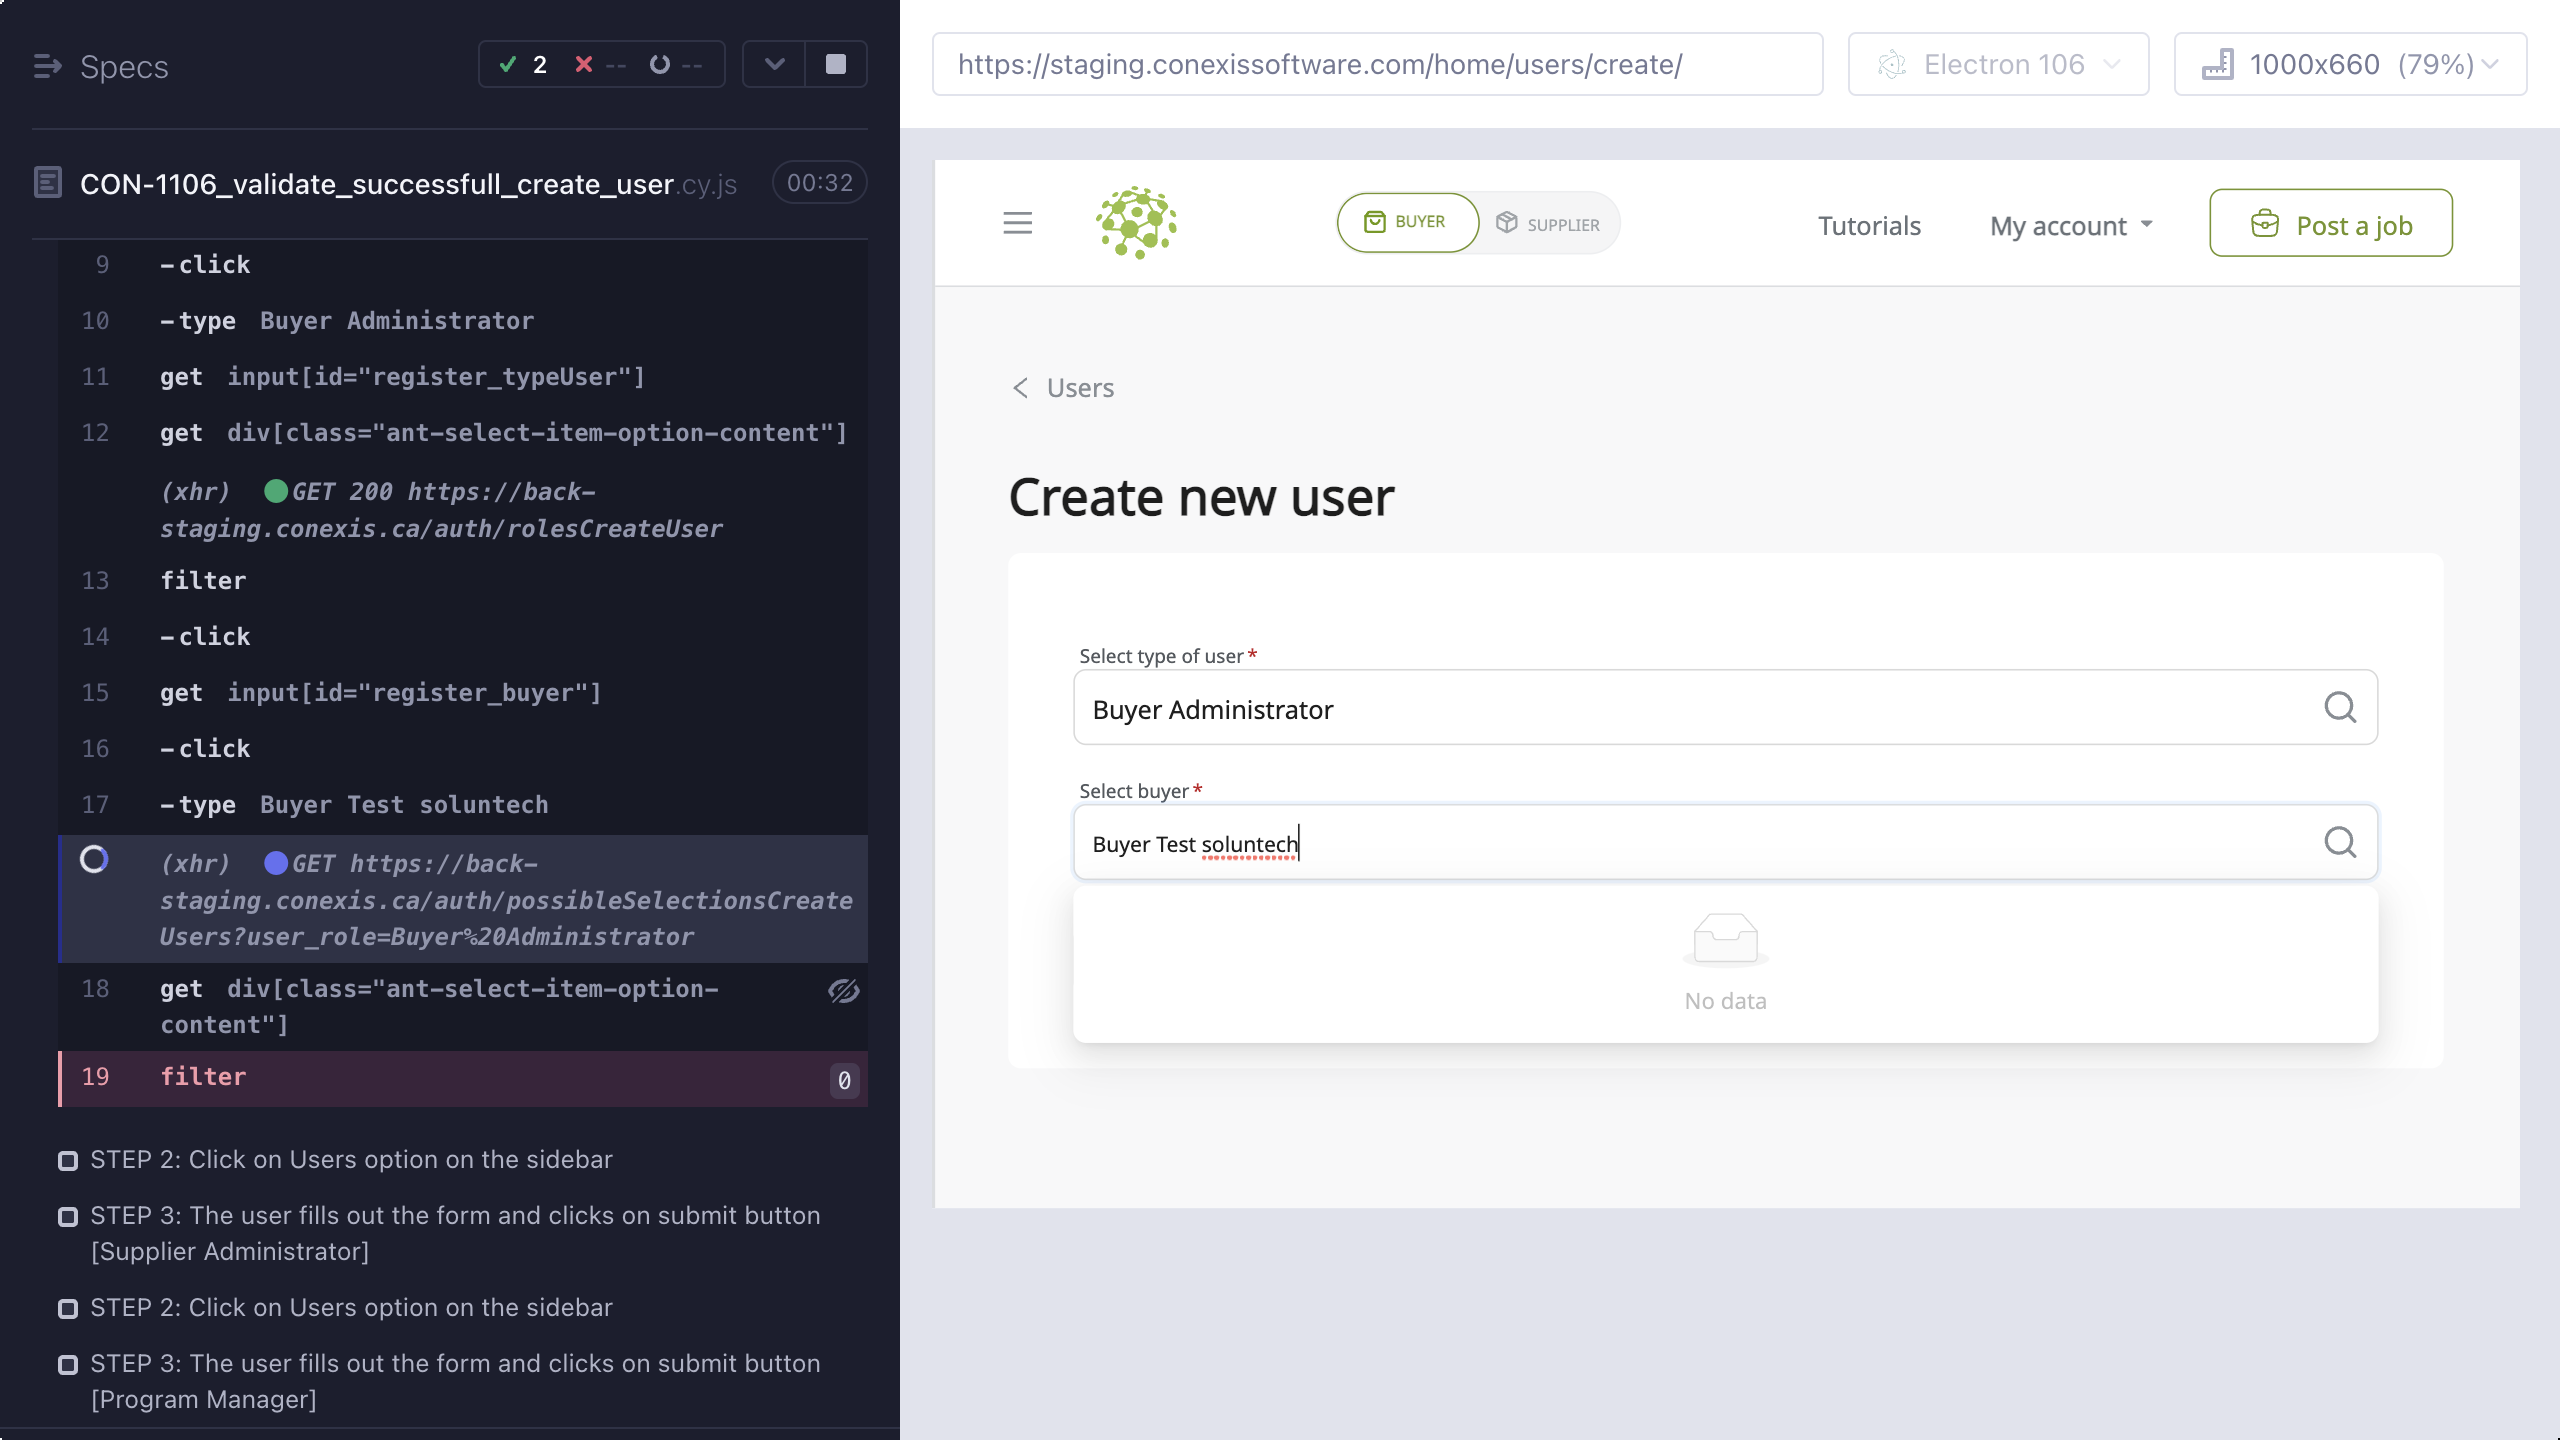 Specs
2 -- --
CON-1106_validate_successfull_create_user.cy.js 00:32
9 -click
10 -type Buyer Administrator
11 get input[id="register_typeUser"]
12 get div[class="ant-select-item-option-content"]
(xhr) GET 200 https://back-
staging.conexis.ca/auth/rolesCreateUser
13 filter
14 -click
15 get input[id="register_buyer"]
16 -click
17 -type Buyer Test soluntech
(xhr) GET https://back-
staging.conexis.ca/auth/possibleSelectionsCreate
Users?user_role=Buyer%20Administrator
18 get div[class="ant-select-item-option-
content"]
19 filter 0
STEP 2: Click on Users option on the sidebar
STEP 3: The user fills out the form and clicks on submit button
[Supplier Administrator]
STEP 2: Click on Users option on the sidebar
STEP 3: The user fills out the form and clicks on submit button
[Program Manager]
https://staging.conexissoftware.com/home/users/create/
Electron 106
1000x660 (79%)
BUYER
SUPPLIER
Tutorials
My account
Post a job
Users
Create new user
Select type of user*
Buyer Administrator
Select buyer*
Buyer Test soluntech
No data